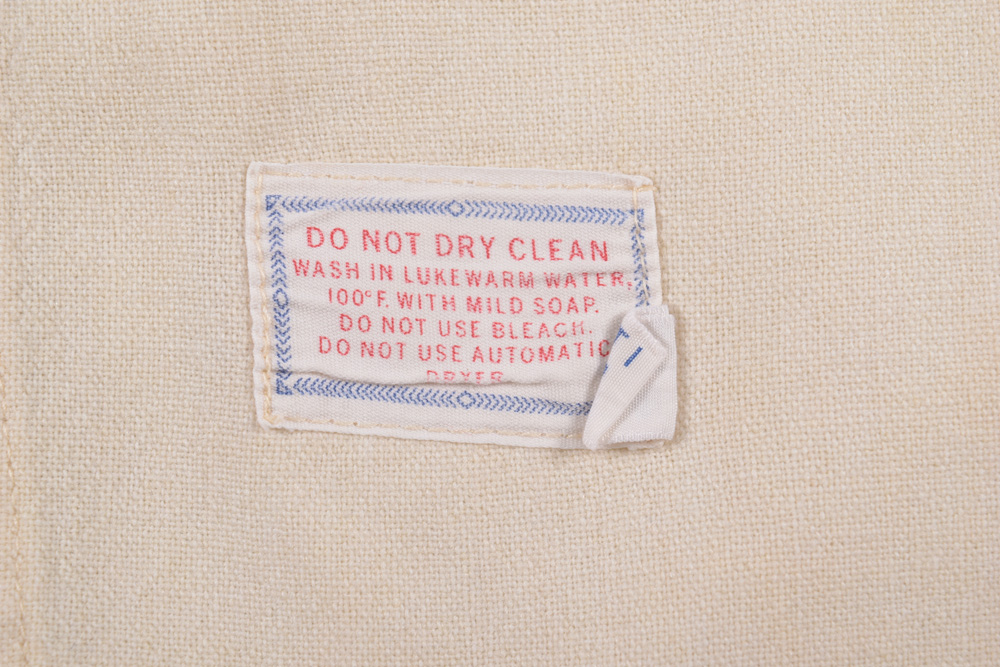 DO NOT DRY CLEAN
WASH IN LUKEWARM WATER,
100°F. WITH MILD SOAP.
DO NOT USE BLEACH.
DO NOT USE AUTOMATIC
DRYER